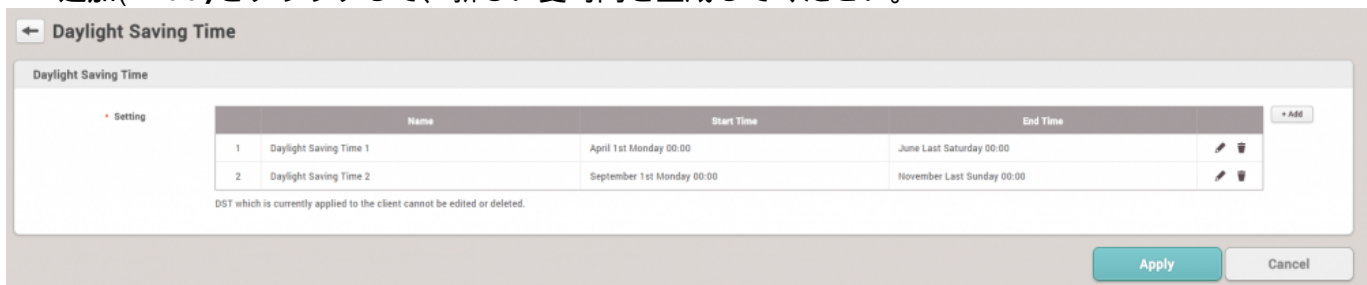 ← Daylight Saving Time
Daylight Saving Time
• Setting
Name Start Time End Time
+ Add
1 Daylight Saving Time 1 April 1st Monday 00:00 June Last Saturday 00:00
2 Daylight Saving Time 2 September 1st Monday 00:00 November Last Sunday 00:00
DST which is currently applied to the client cannot be edited or deleted.
Apply Cancel